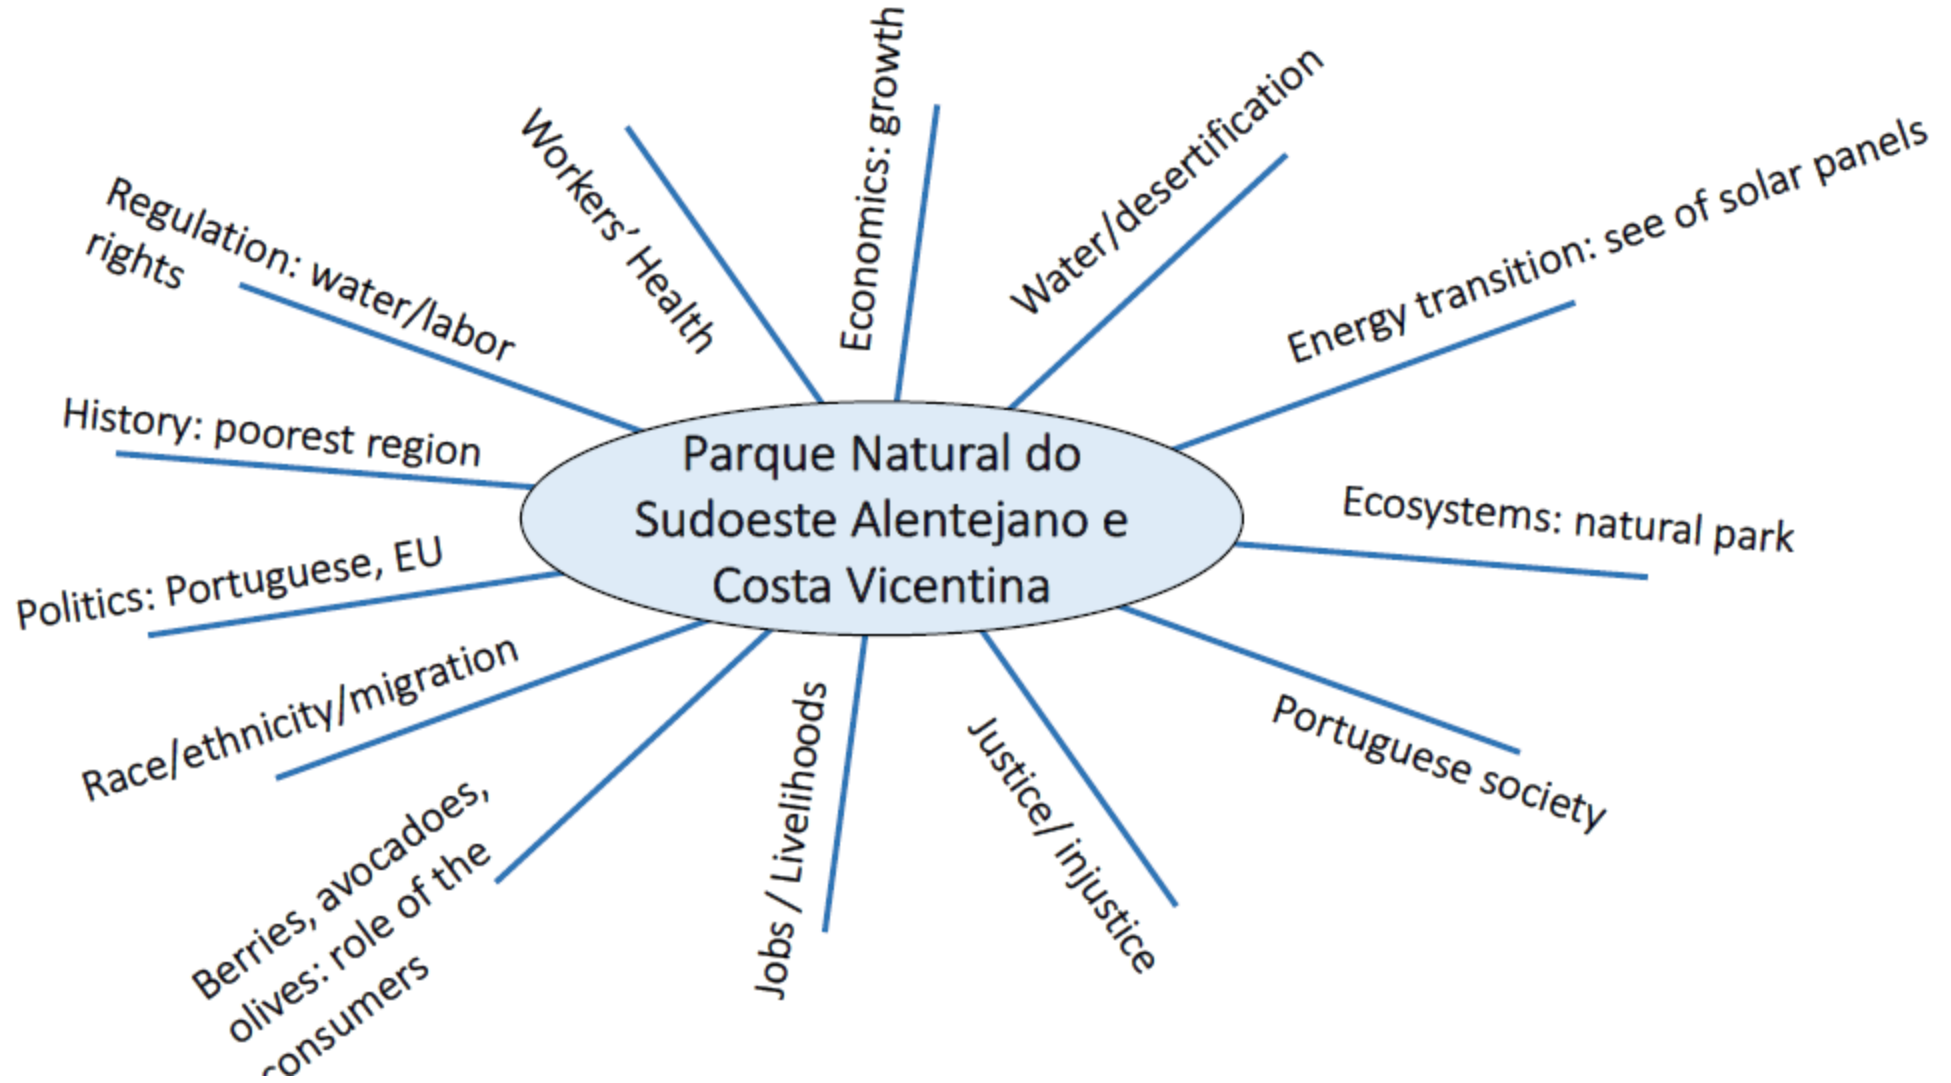 Parque Natural do
Sudoeste Alentejano e
Costa Vicentina
Economics: growth
Water/desertification
Energy transition: see of solar panels
Ecosystems: natural park
Portuguese society
Justice/ injustice
Jobs / Livelihoods
Berries, avocadoes,
olives: role of the
consumers
Race/ethnicity/migration
Politics: Portuguese, EU
History: poorest region
Regulation: water/labor
rights
Workers’ Health